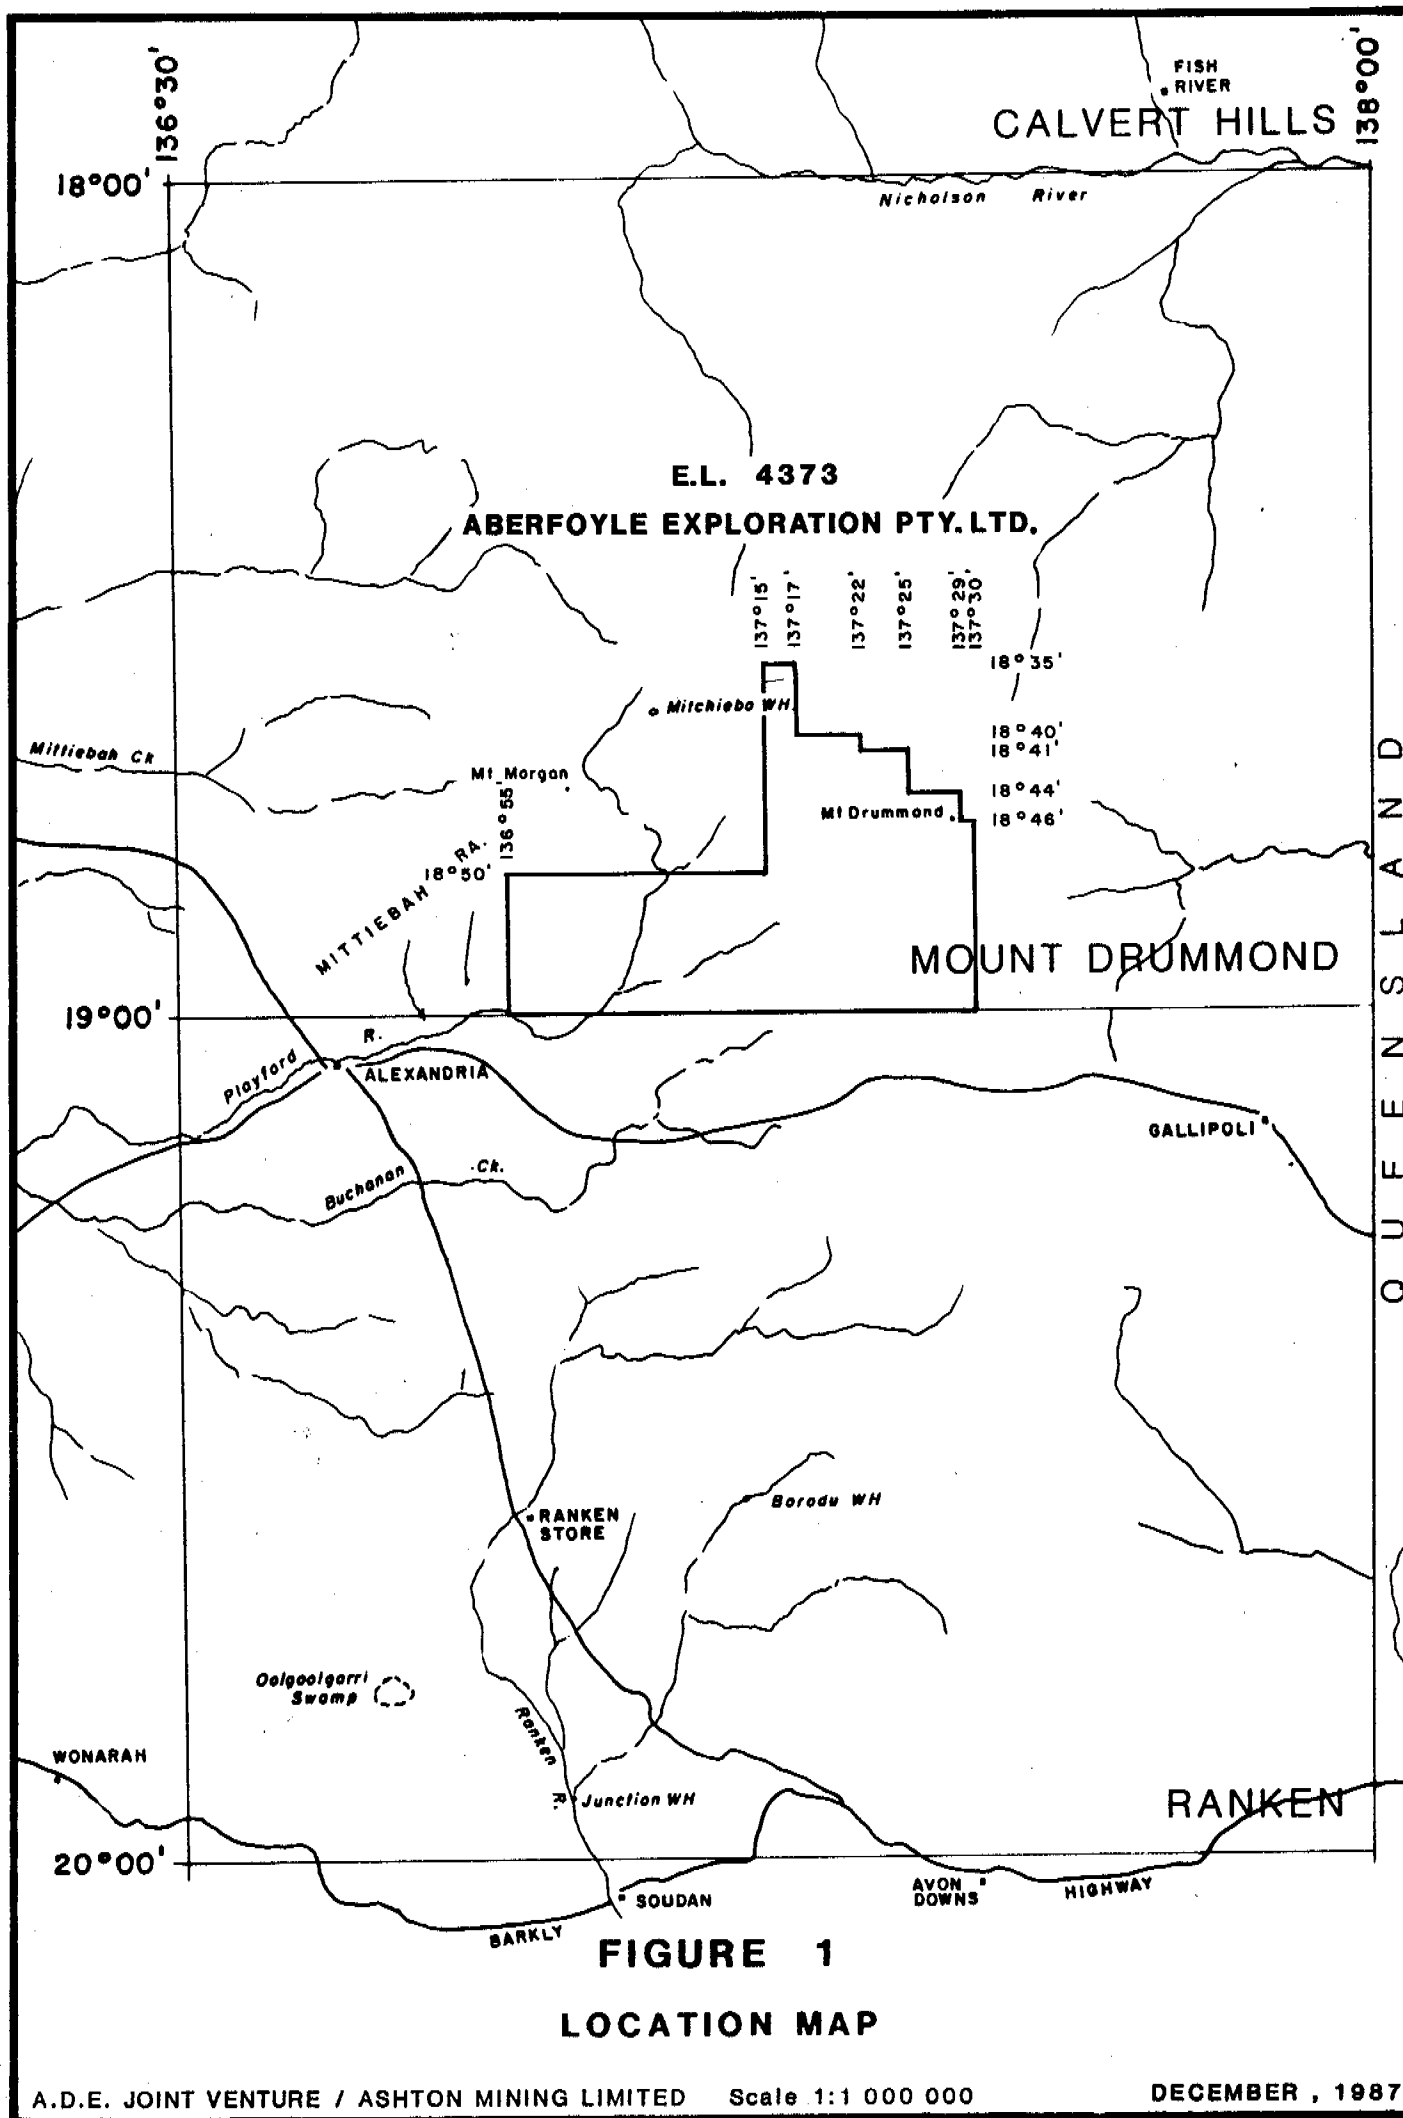 136°30'
138°00'
FISH
RIVER
CALVERT HILLS
18°00'
Nicholson River
E.L. 4373
ABERFOYLE EXPLORATION PTY. LTD.
137°15'
137°17'
137°22'
137°25'
137°29'
137°30'
18°35'
Mitchiebo WH.
18°40'
18°41'
Mittiebah Ck
Mt Morgan
136°55'
18°44'
Mt Drummond
18°46'
MITTIEBAH RA.
18°50'
MOUNT DRUMMOND
QUEENSLAND
19°00'
Playford R.
ALEXANDRIA
GALLIPOLI
Buchanan Ck.
Borodu WH
RANKEN
STORE
Oolgoolgarri
Swamp
Ranken R.
WONARAH
Junction WH
RANKEN
20°00'
AVON
DOWNS
HIGHWAY
SOUDAN
BARKLY
FIGURE 1
LOCATION MAP
A.D.E. JOINT VENTURE / ASHTON MINING LIMITED Scale 1:1 000 000 DECEMBER , 1987